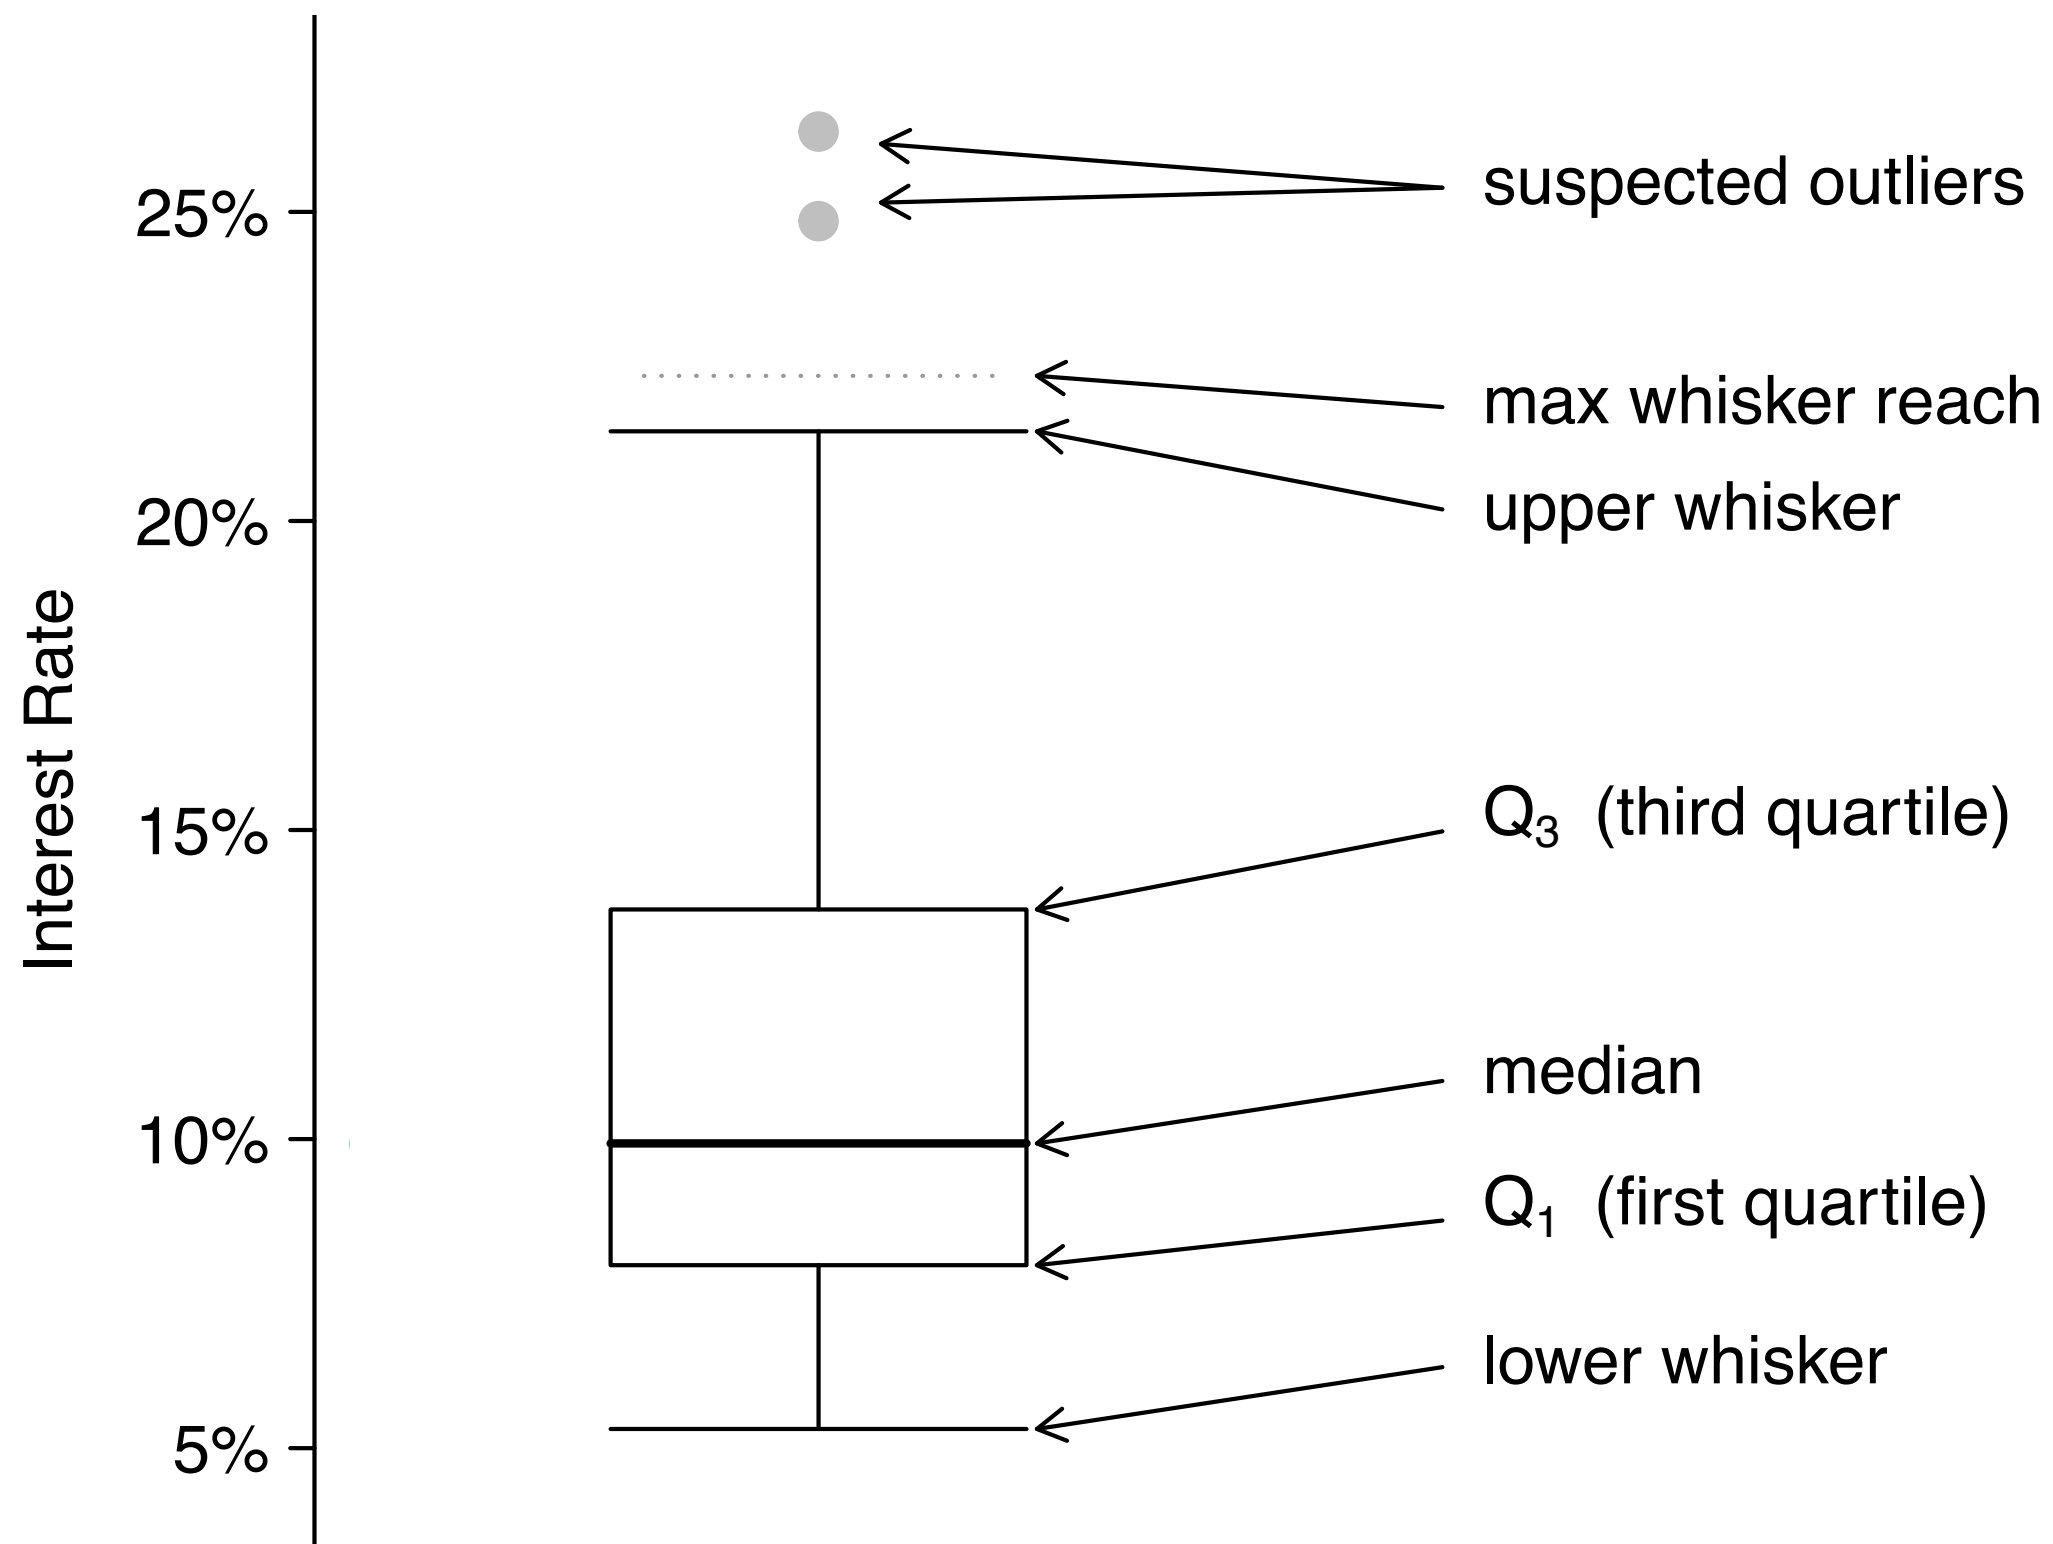 suspected outliers
25%
max whisker reach
upper whisker
20%
Interest Rate
Q₃ (third quartile)
15%
median
10%
Q₁ (first quartile)
lower whisker
5%